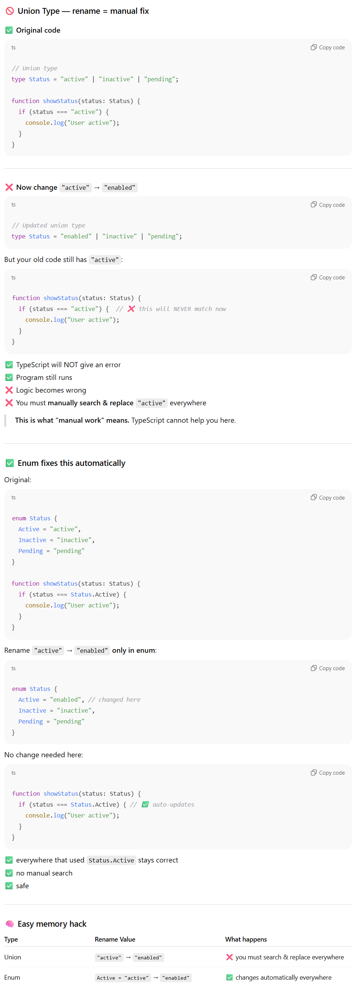 🚫 Union Type — rename = manual fix
✅ Original code
ts
Copy code
// Union type
type Status = "active" | "inactive" | "pending";
function showStatus(status: Status) {
if (status === "active") {
console.log("User active");
}
}
❌ Now change "active" → "enabled"
ts
Copy code
// Updated union type
type Status = "enabled" | "inactive" | "pending";
But your old code still has "active":
ts
Copy code
function showStatus(status: Status) {
if (status === "active") { // ❌ this will NEVER match now
console.log("User active");
}
}
✅ TypeScript will NOT give an error
✅ Program still runs
❌ Logic becomes wrong
❌ You must manually search & replace "active" everywhere
This is what “manual work” means. TypeScript cannot help you here.
✅ Enum fixes this automatically
Original:
ts
Copy code
enum Status {
Active = "active",
Inactive = "inactive",
Pending = "pending"
}
function showStatus(status: Status) {
if (status === Status.Active) {
console.log("User active");
}
}
Rename "active" → "enabled" only in enum:
ts
Copy code
enum Status {
Active = "enabled", // changed here
Inactive = "inactive",
Pending = "pending"
}
No change needed here:
ts
Copy code
function showStatus(status: Status) {
if (status === Status.Active) { // ✅ auto-updates
console.log("User active");
}
}
✅ everywhere that used Status.Active stays correct
✅ no manual search
✅ safe
🧠 Easy memory hack
Type Rename Value What happens
Union "active" → "enabled" ❌ you must search & replace everywhere
Enum Active = "active" → "enabled" ✅ changes automatically everywhere